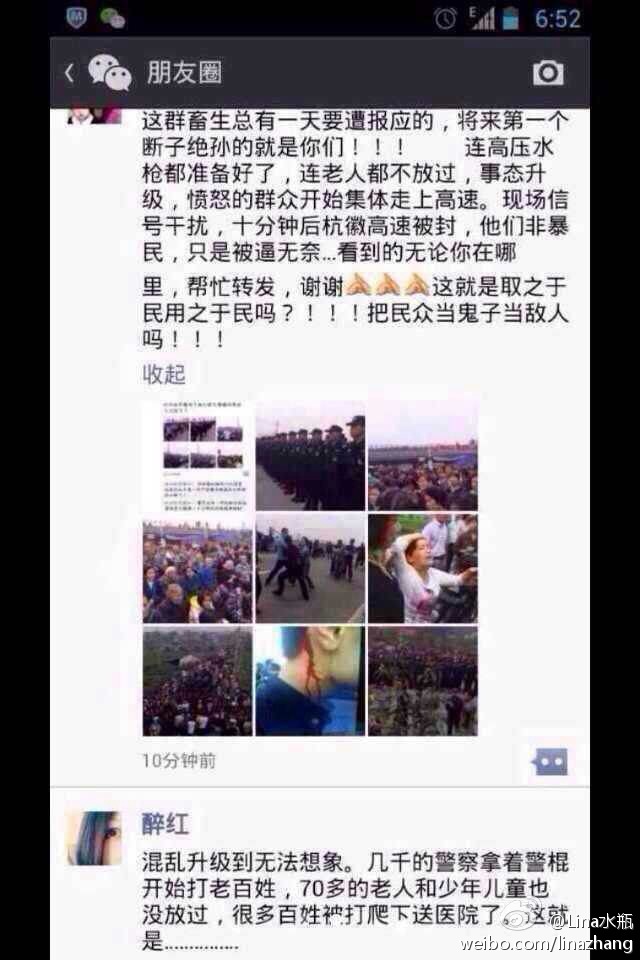 E
6:52
朋友圈
这群畜生总有一天要遭报应的，将来第一个
断子绝孙的就是你们！！！ 连高压水
枪都准备好了，连老人都不放过，事态升
级，愤怒的群众开始集体走上高速。现场信
号干扰，十分钟后杭徽高速被封，他们非暴
民，只是被逼无奈...看到的无论你在哪
里，帮忙转发，谢谢🙏🙏🙏这就是取之于
民用之于民吗？！！！把民众当鬼子当敌人
吗！！！
收起
10分钟前
醉红
混乱升级到无法想象。几千的警察拿着警棍
开始打老百姓，70多的老人和少年儿童也
没放过，很多百姓被打爬下送医院了。这就
是...............
@Lina水瓶
weibo.com/linazhang